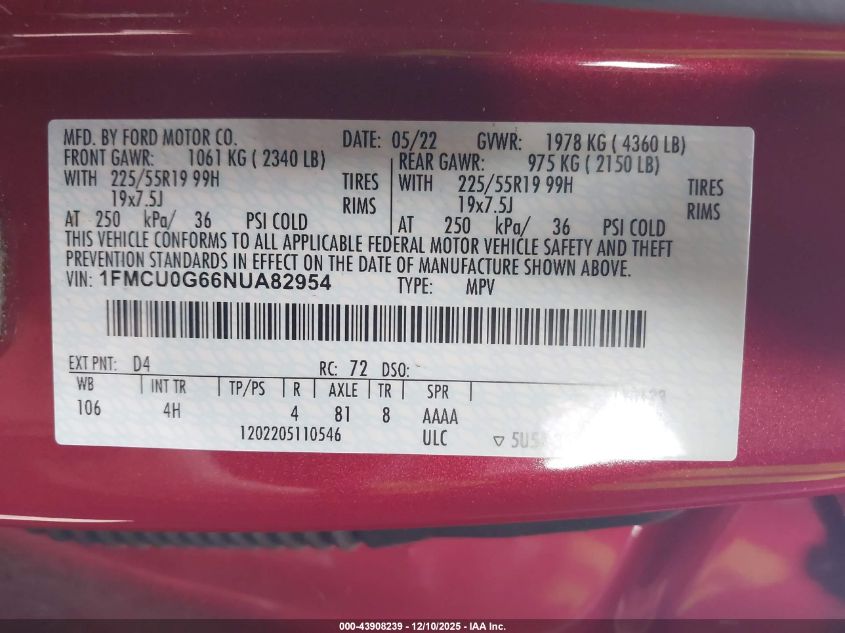 MFD. BY FORD MOTOR CO. DATE: 05/22 GVWR: 1978 KG ( 4360 LB)
FRONT GAWR: 1061 KG ( 2340 LB) REAR GAWR: 975 KG ( 2150 LB)
WITH 225/55R19 99H TIRES WITH 225/55R19 99H TIRES
19x7.5J RIMS 19x7.5J RIMS
AT 250 kPa/ 36 PSI COLD AT 250 kPa/ 36 PSI COLD
THIS VEHICLE CONFORMS TO ALL APPLICABLE FEDERAL MOTOR VEHICLE SAFETY AND THEFT
PREVENTION STANDARDS IN EFFECT ON THE DATE OF MANUFACTURE SHOWN ABOVE.
VIN: 1FMCU0G66NUA82954 TYPE: MPV
EXT PNT: D4 RC: 72 DSO:
WB INT TR TP/PS R AXLE TR SPR
106 4H 4 81 8 AAAA
1202205110546 ULC
000-43908239 - 12/10/2025 - IAA Inc.